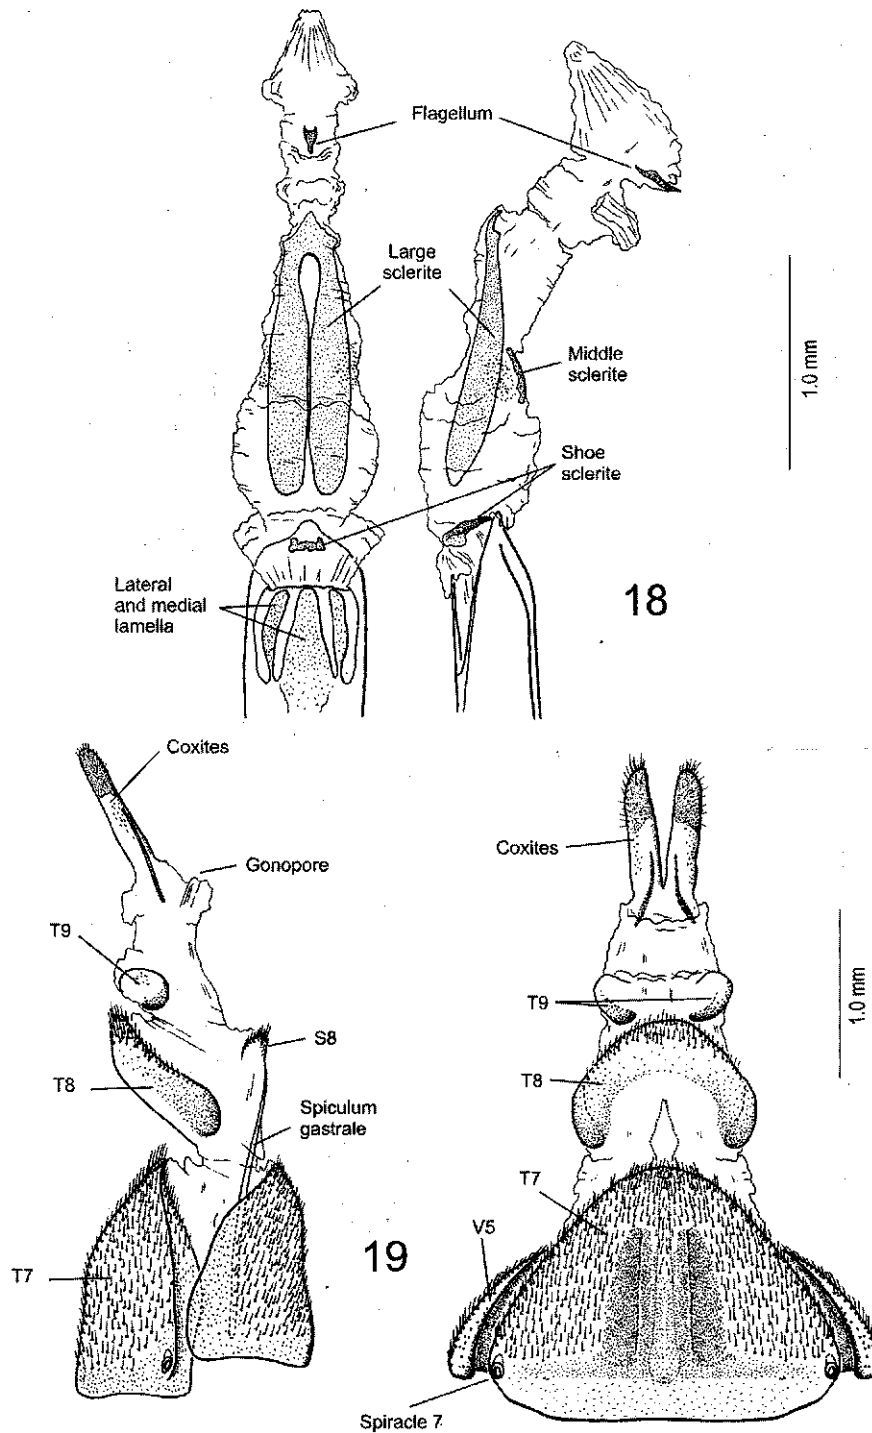 Flagellum
Large
sclerite
Middle
sclerite
1.0 mm
Shoe
sclerite
Lateral
and medial
lamella
18
Coxites
Gonopore
T9
S8
T8
Spiculum
gastrale
T7
19
Coxites
T9
T8
T7
V5
Spiracle 7
1.0 mm